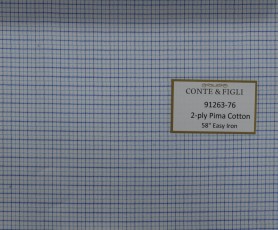 CONTE & FIGLI
91263-76
2-ply Pima Cotton
58" Easy Iron